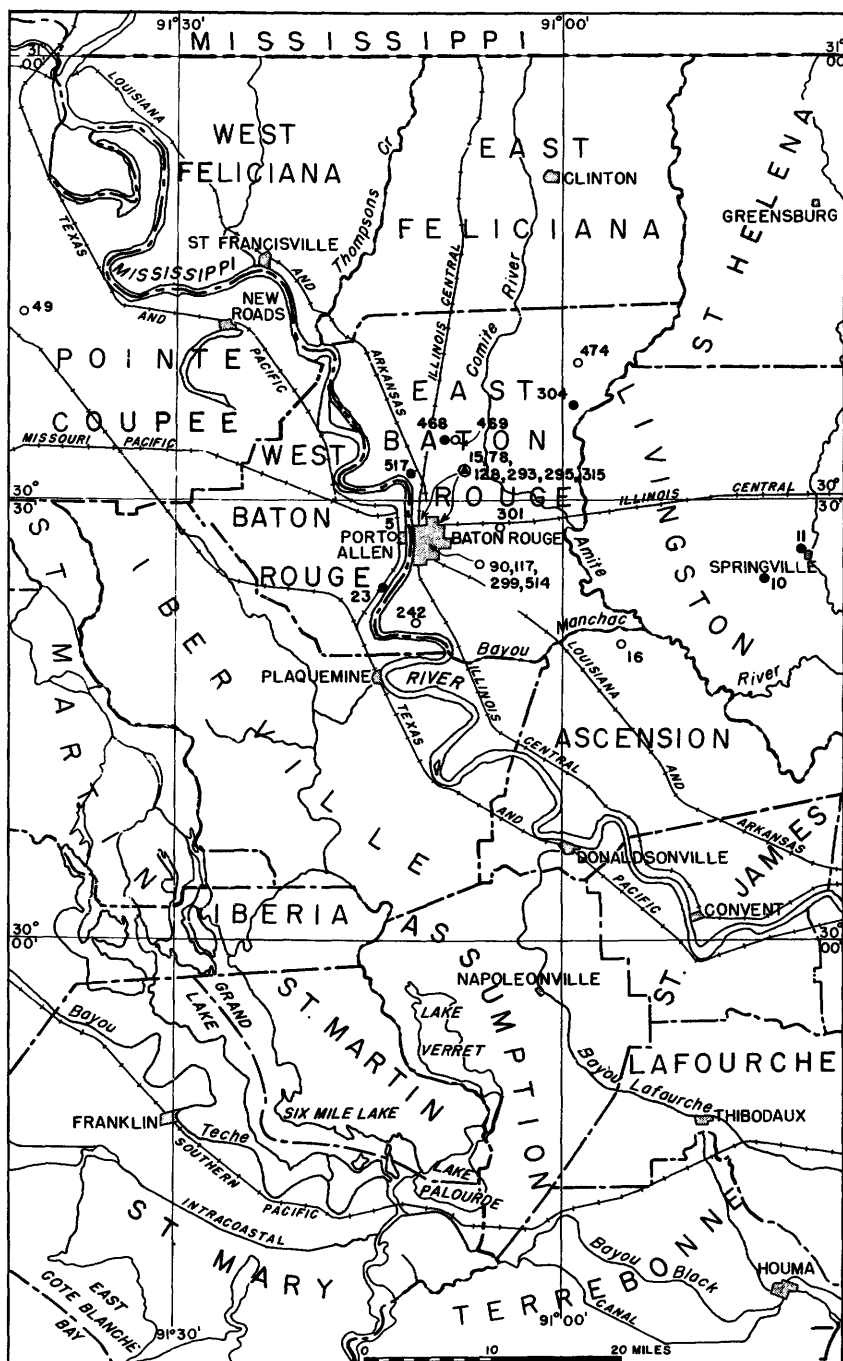 91°30'
91°00'
MISSISSIPPI
31°
00'
31°
00'
LOUISIANA
WEST
FELICIANA
Thompsons Cr
EAST
FELICIANA
CLINTON
ST HELENA
GREENSBURG
TEXAS
ST FRANCISVILLE
AND
ILLINOIS CENTRAL
Comite River
MISSISSIPPI
NEW
ROADS
49
AND
PACIFIC
ARKANSAS
POINTE
COUPEE
474
304
EAST
BATON
ROUGE
468
469
15,78,
128,293,295,315
517
MISSOURI PACIFIC
WEST
BATON
ROUGE
LIVINGSTON
30°
30'
30°
30'
ILLINOIS CENTRAL
301
5
PORT
ALLEN
BATON ROUGE
Amite
11
SPRINGVILLE
10
90,117,
299,514
23
242
ST MARTIN
IBERVILLE
Bayou Manchac
16
River
PLAQUEMINE
RIVER
ILLINOIS
CENTRAL
LOUISIANA
AND
ARKANSAS
TEXAS
AND
PACIFIC
ASCENSION
DONALDSONVILLE
ST. JAMES
CONVENT
IBERIA
30°
00'
30°
00'
ASSUMPTION
NAPOLEONVILLE
GRAND
LAKE
ST. MARTIN
LAKE
VERRET
Bayou
Teche
Bayou Lafourche
LAFOURCHE
THIBODAUX
FRANKLIN
SIX MILE LAKE
SOUTHERN
PACIFIC
LAKE
PALOURDE
INTRACOASTAL
CANAL
ST. MARY
TERREBONNE
Bayou Black
HOUMA
EAST
COTE BLANCHE
BAY
91°30'
91°00'
0 10 20 MILES